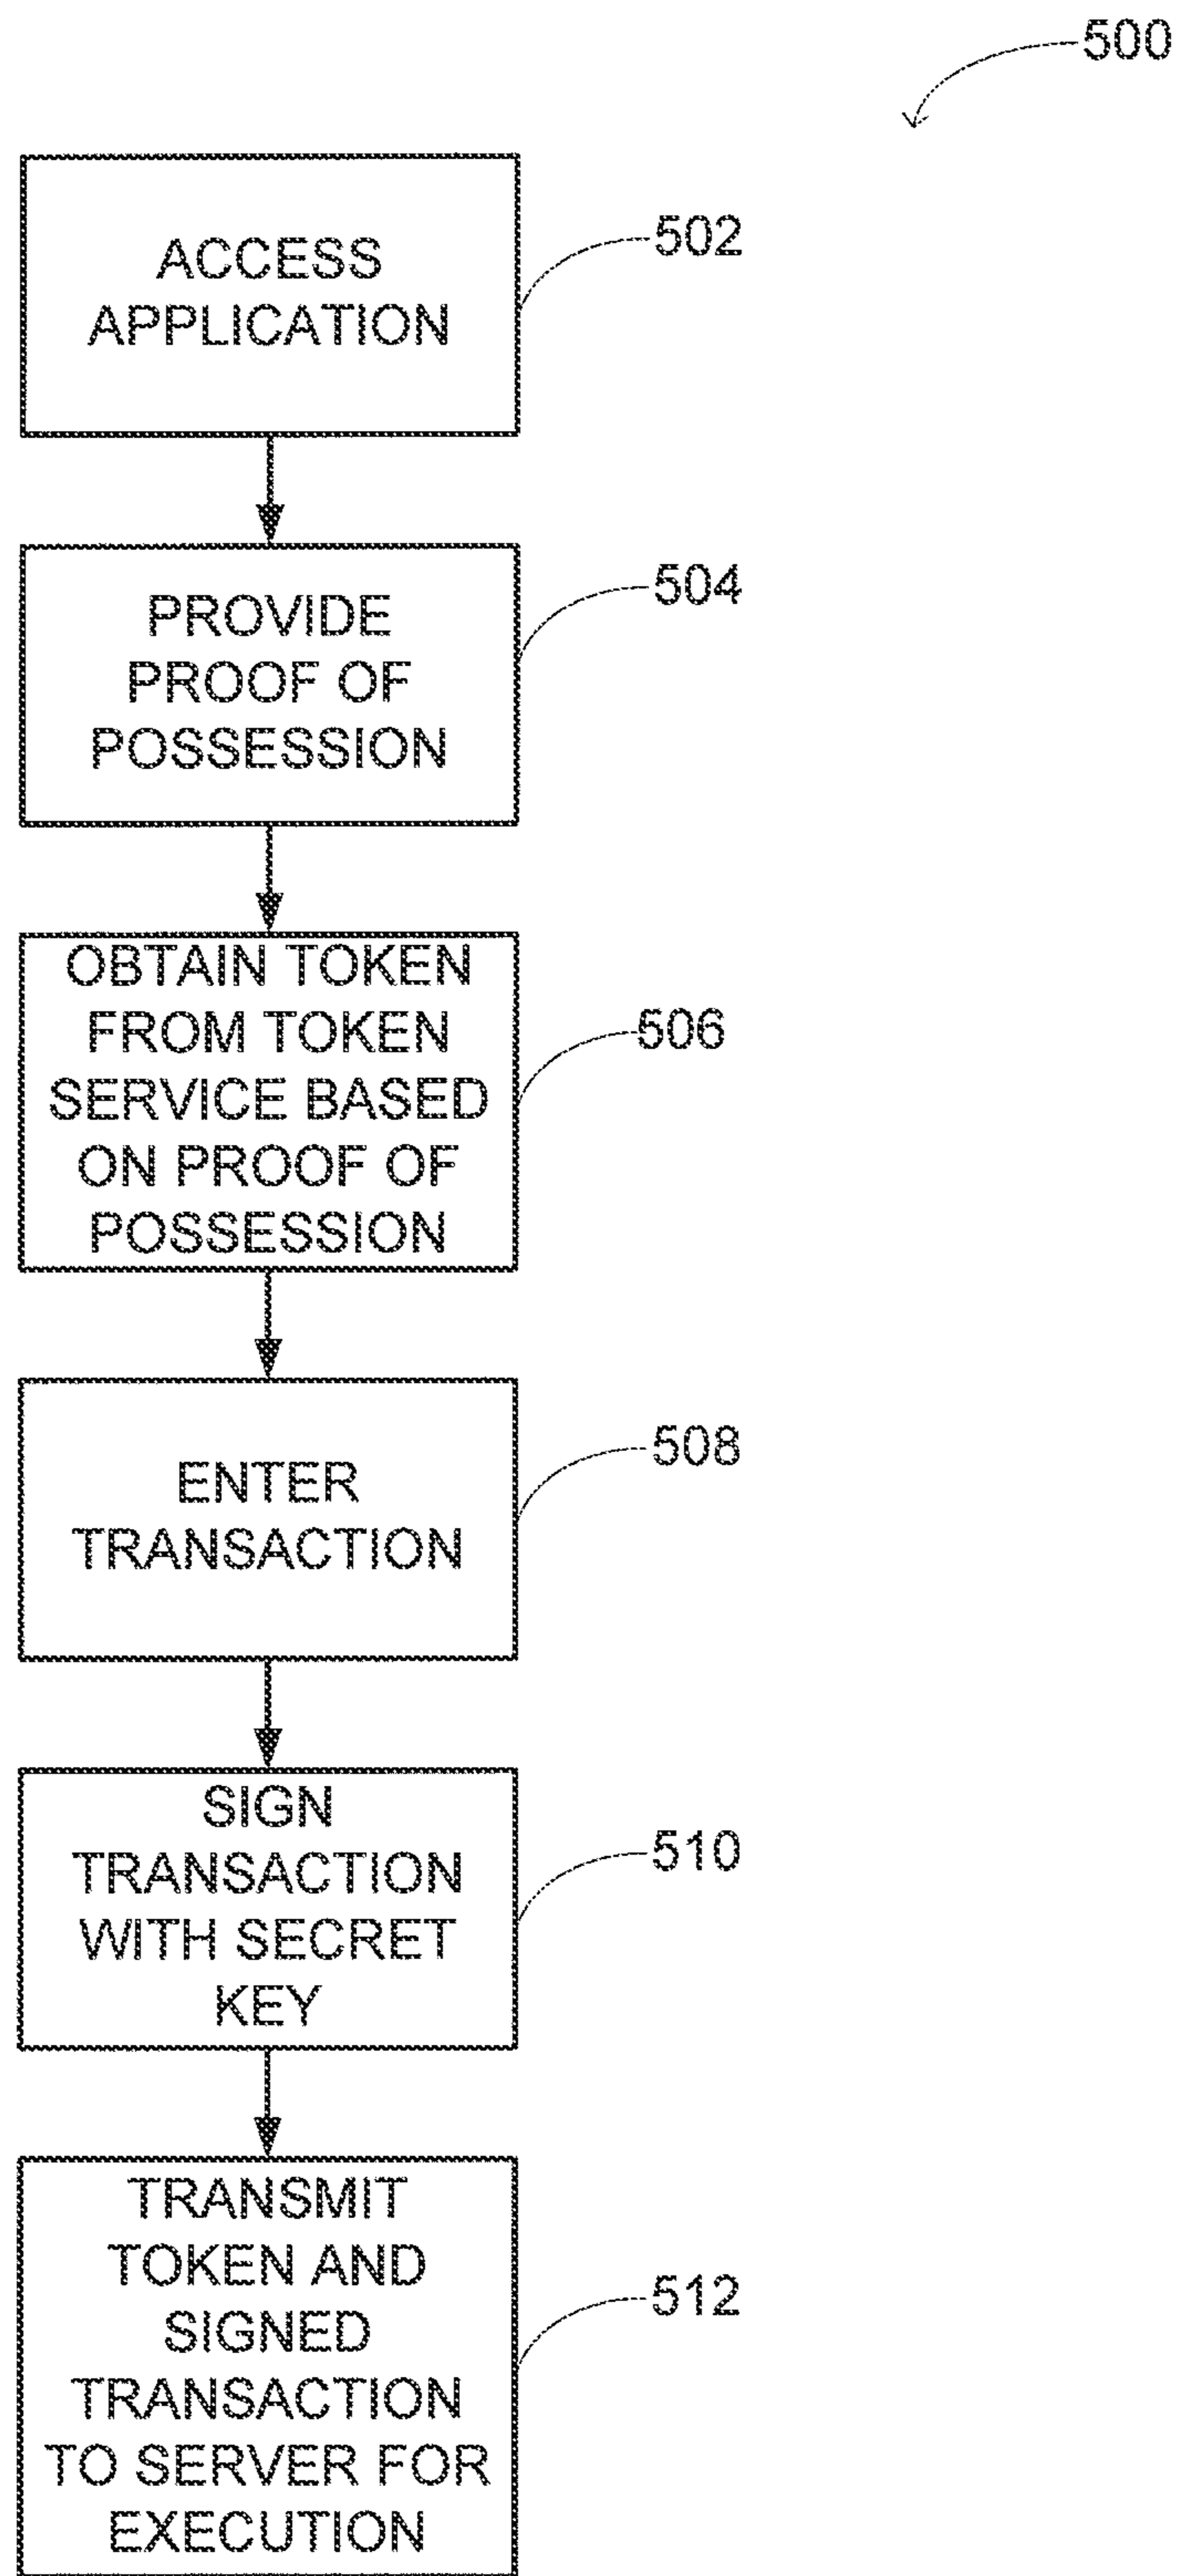 500
ACCESS
APPLICATION
502
PROVIDE
PROOF OF
POSSESSION
504
OBTAIN TOKEN
FROM TOKEN
SERVICE BASED
ON PROOF OF
POSSESSION
506
ENTER
TRANSACTION
508
SIGN
TRANSACTION
WITH SECRET
KEY
510
TRANSMIT
TOKEN AND
SIGNED
TRANSACTION
TO SERVER FOR
EXECUTION
512